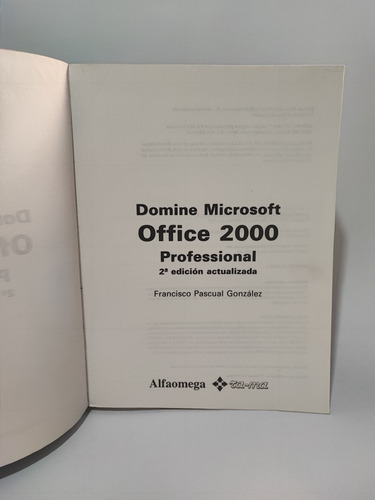 Domine Microsoft
Office 2000
Professional
2ª edición actualizada
Francisco Pascual González
Alfaomega ra-ma